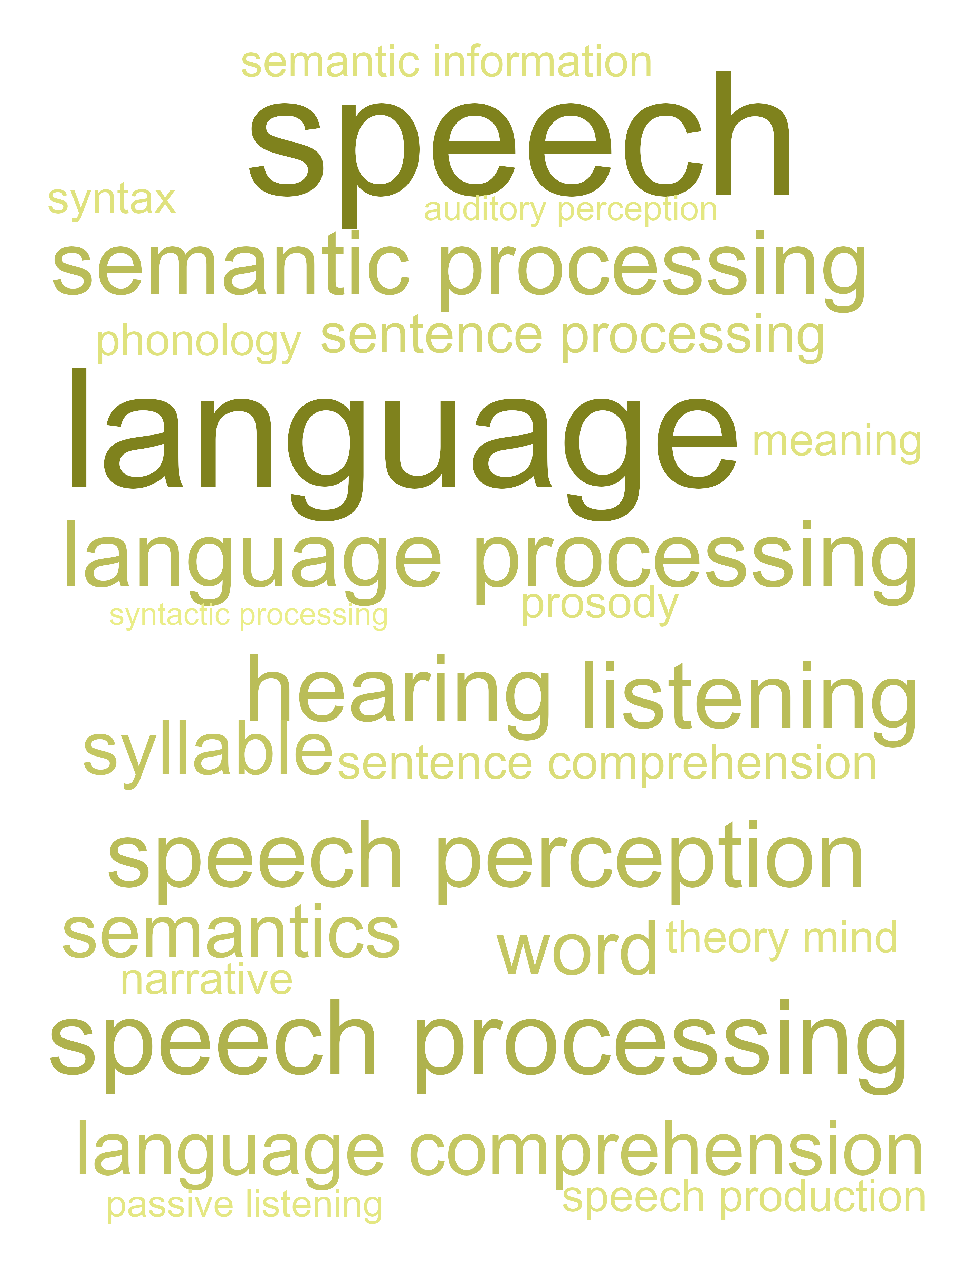 semantic information
speech
syntax
auditory perception
semantic processing
phonology
sentence processing
language
meaning
language processing
syntactic processing
prosody
hearing
listening
syllable
sentence comprehension
speech perception
semantics
word
theory mind
narrative
speech processing
language comprehension
passive listening
speech production